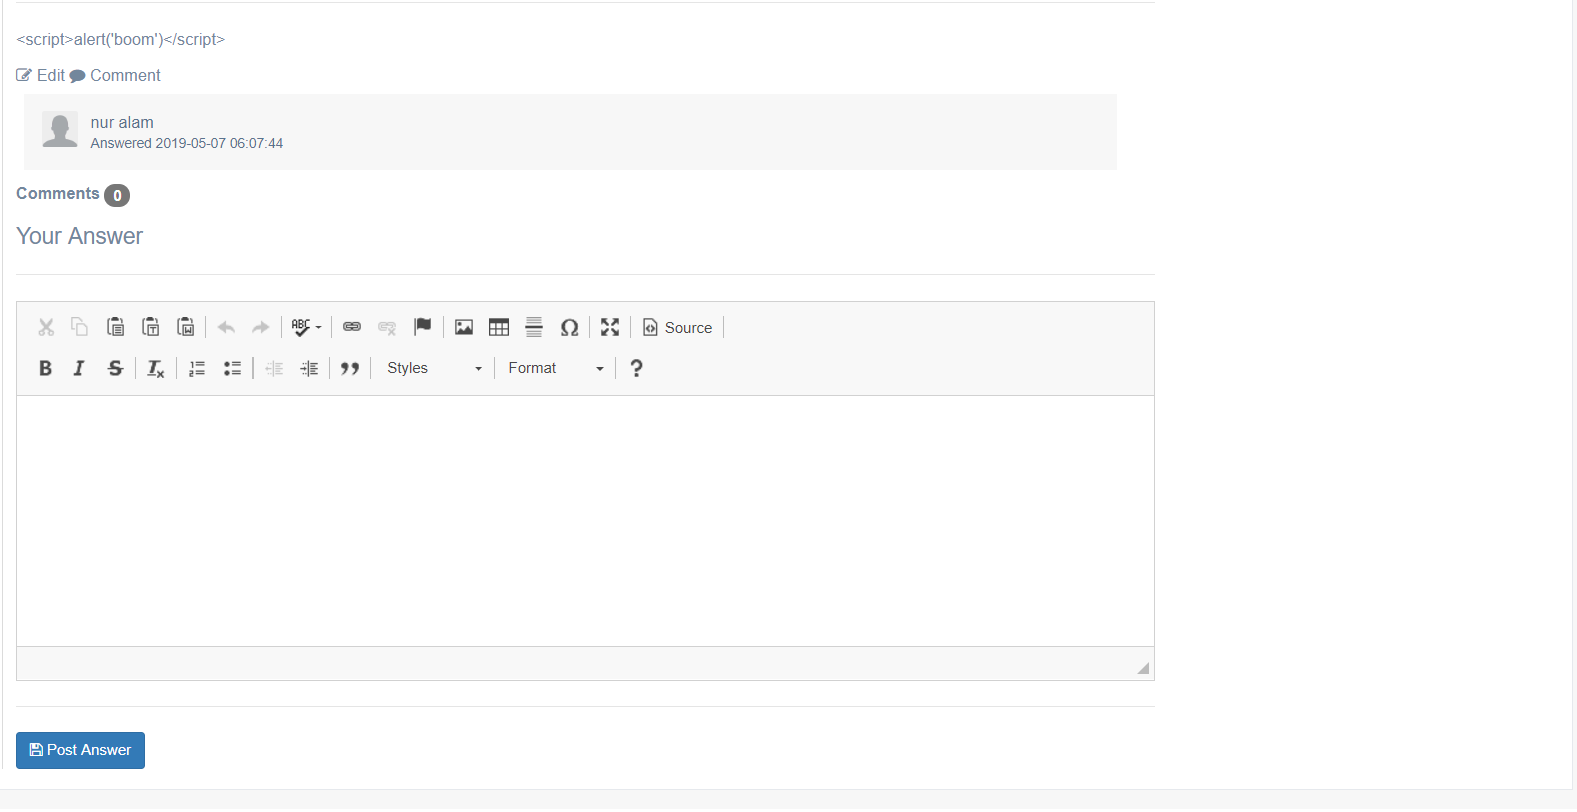 <script>alert('boom')</script>
Edit Comment
nur alam
Answered 2019-05-07 06:07:44
Comments 0
Your Answer
ABC Source
B I S Styles Format ?
Post Answer